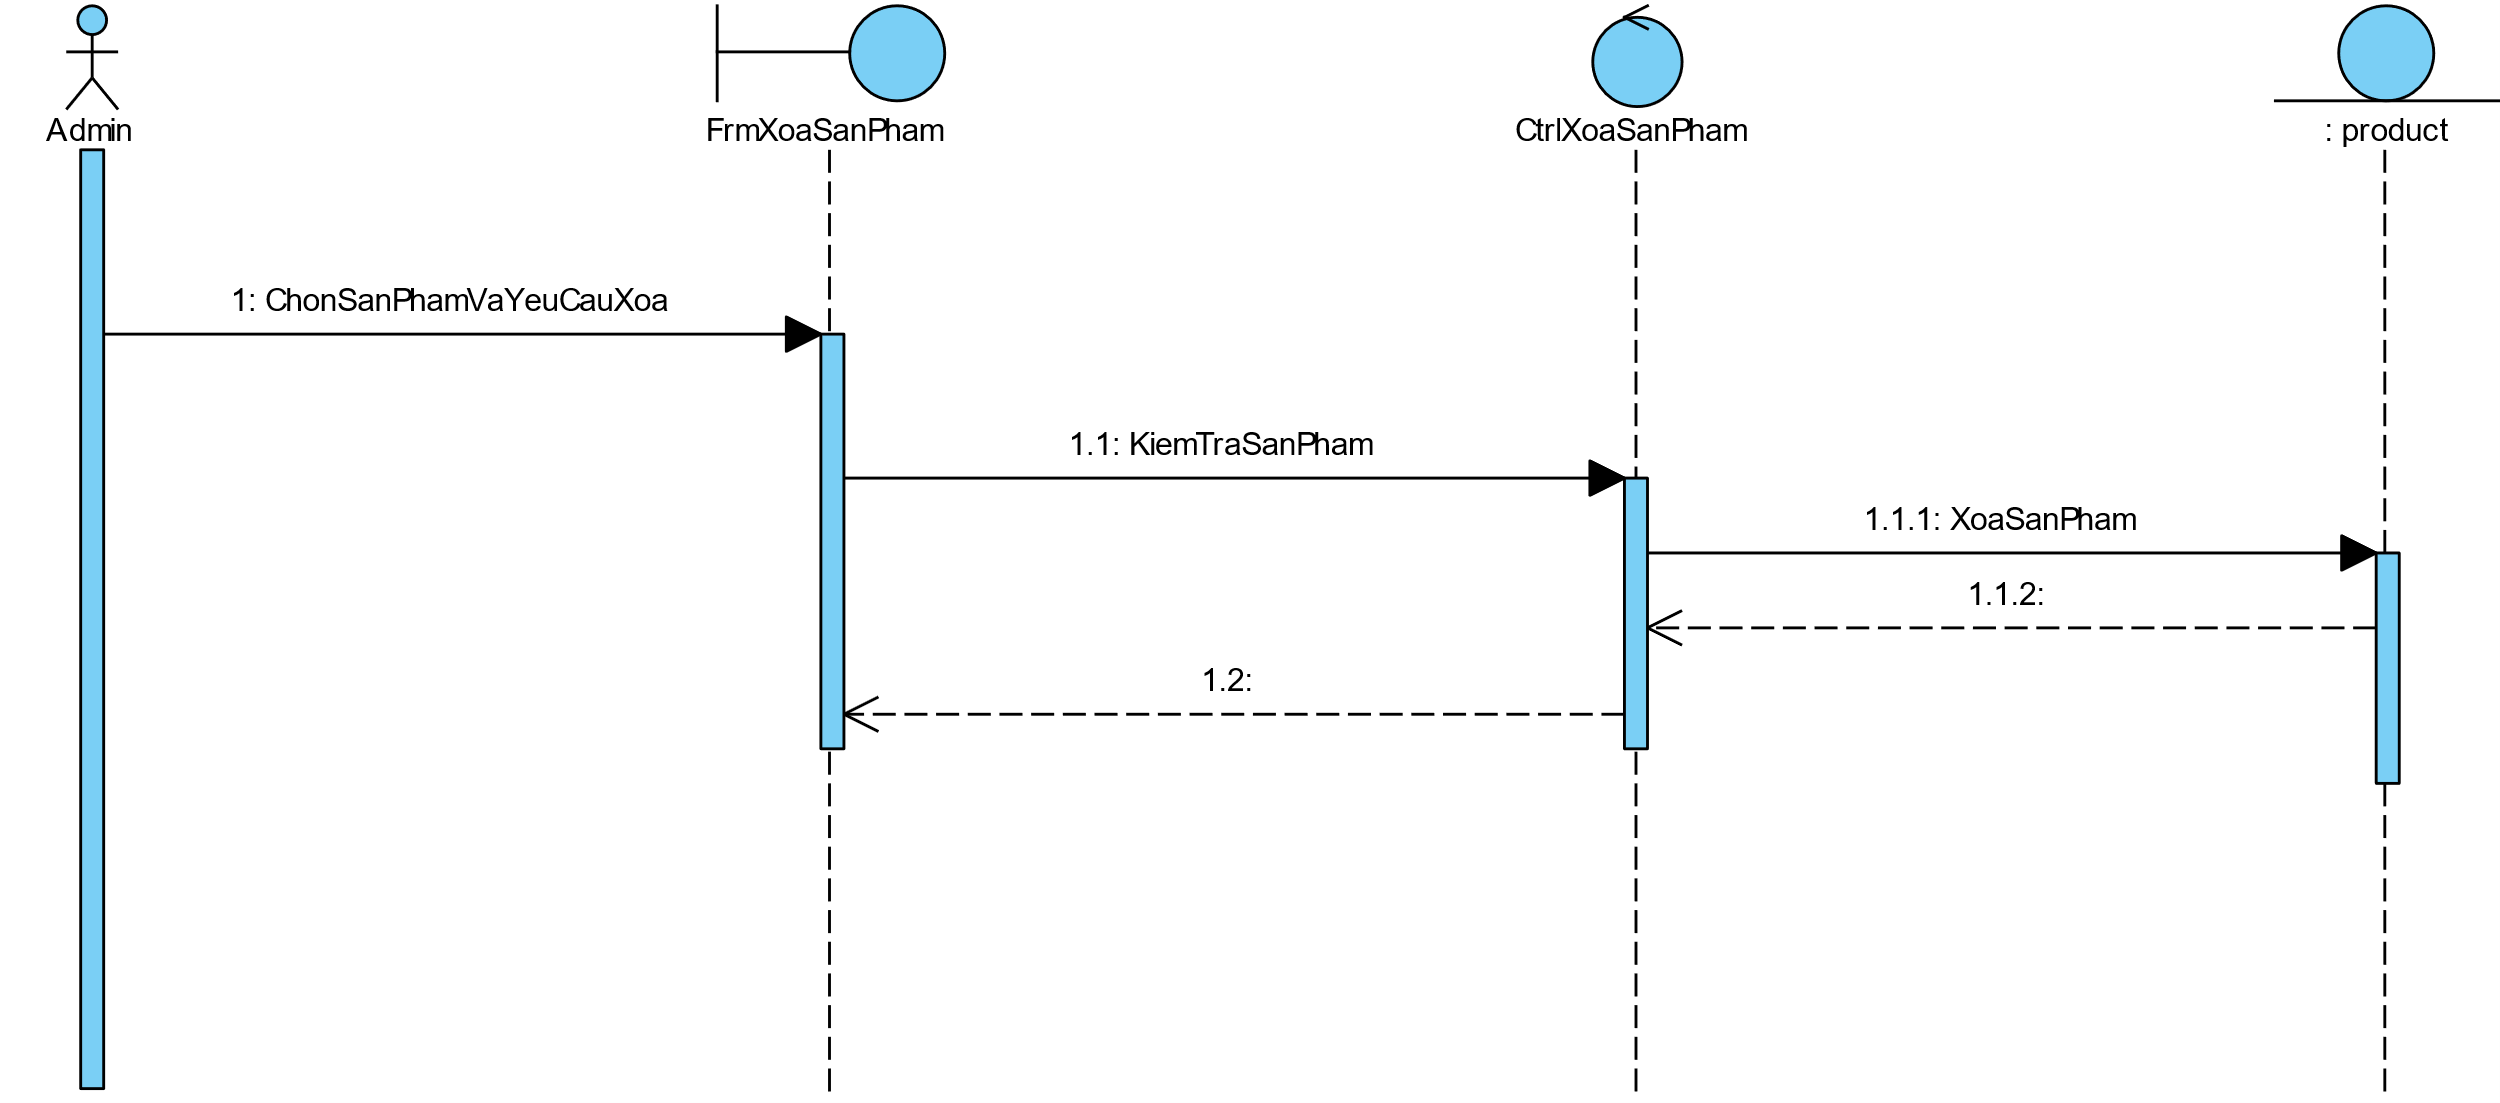 Admin
FrmXoaSanPham
CtrlXoaSanPham
: product
1: ChonSanPhamVaYeuCauXoa
1.1: KiemTraSanPham
1.1.1: XoaSanPham
1.1.2:
1.2: